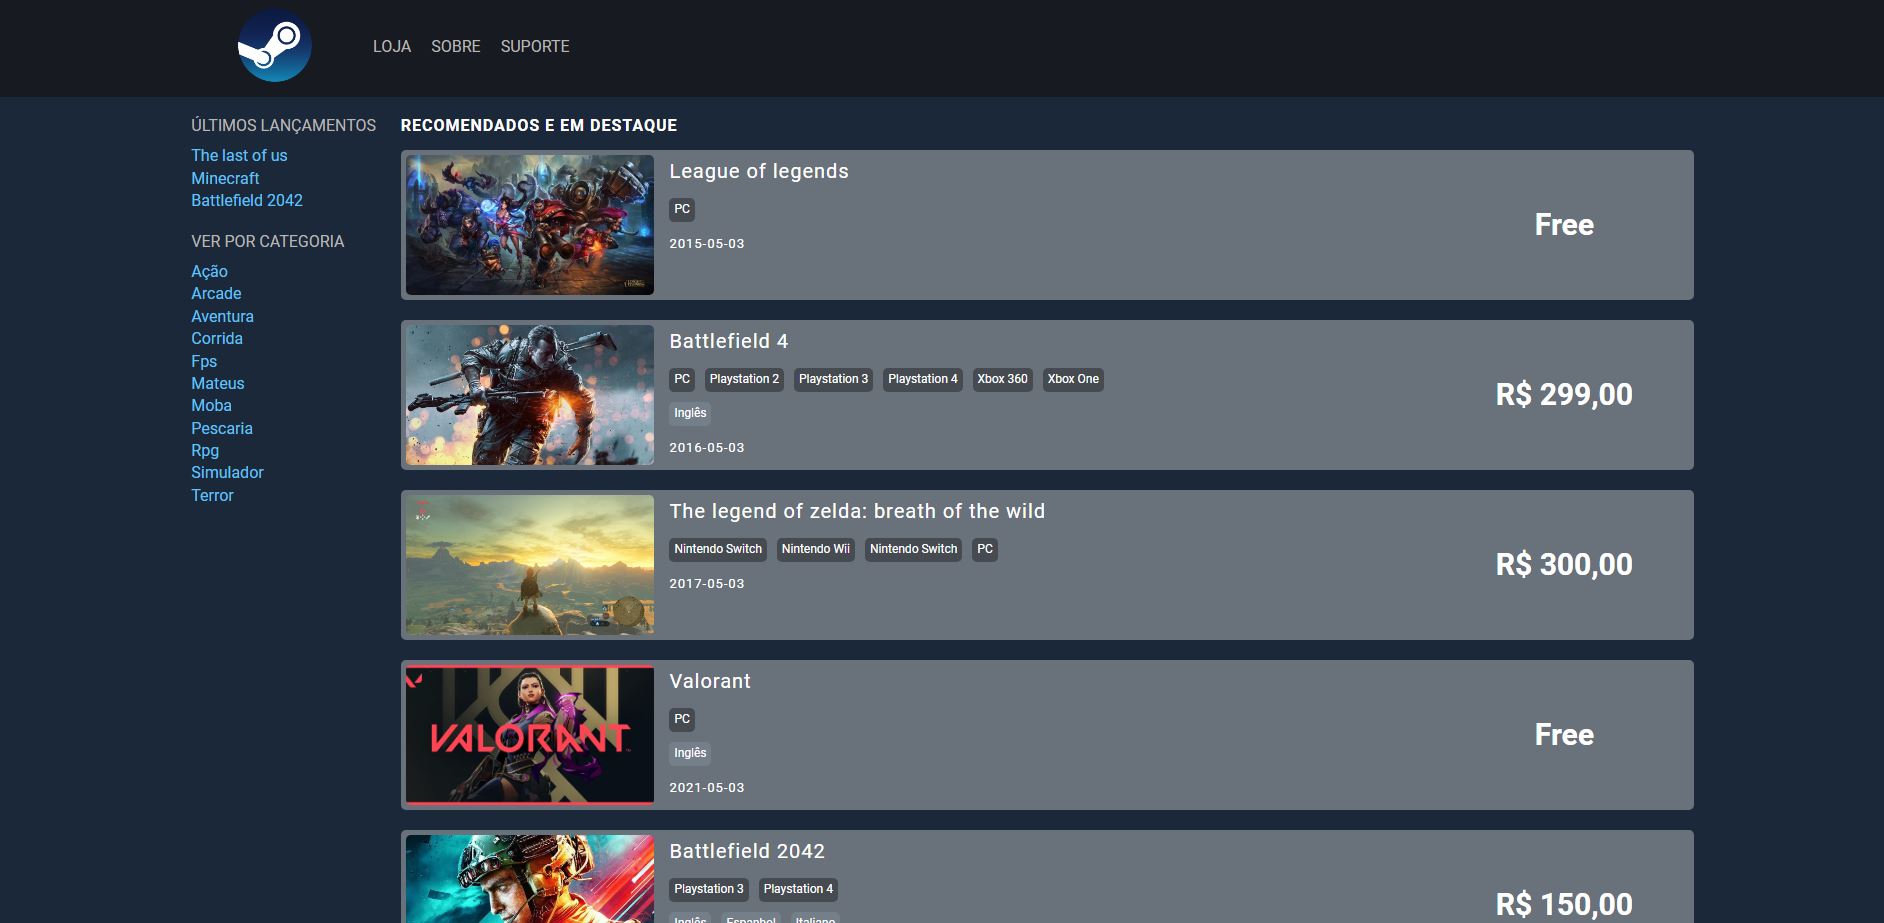 LOJA SOBRE SUPORTE
ÚLTIMOS LANÇAMENTOS
The last of us
Minecraft
Battlefield 2042
VER POR CATEGORIA
Ação
Arcade
Aventura
Corrida
Fps
Mateus
Moba
Pescaria
Rpg
Simulador
Terror
RECOMENDADOS E EM DESTAQUE
League of legends
PC
2015-05-03
Free
Battlefield 4
PC Playstation 2 Playstation 3 Playstation 4 Xbox 360 Xbox One
Inglês
2016-05-03
R$ 299,00
The legend of zelda: breath of the wild
Nintendo Switch Nintendo Wii Nintendo Switch PC
2017-05-03
R$ 300,00
VALORANT
Valorant
PC
Inglês
2021-05-03
Free
Battlefield 2042
Playstation 3 Playstation 4
Inglês Espanhol Italiano
R$ 150,00